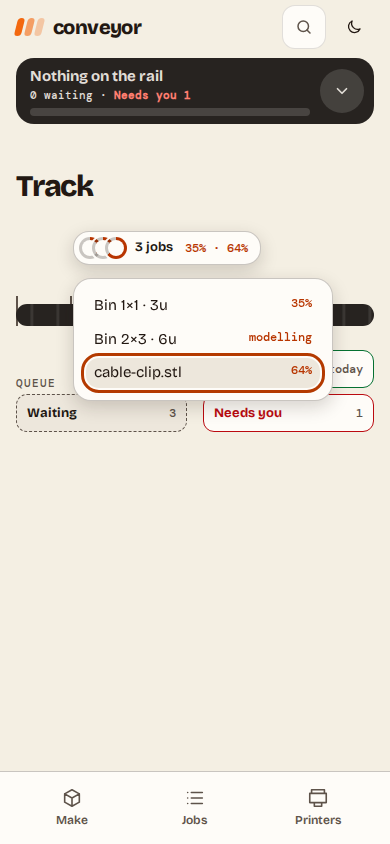 conveyor
Nothing on the rail
0 waiting · Needs you 1
Track
3 jobs 35% · 64%
Bin 1×1 · 3u 35%
Bin 2×3 · 6u modelling
cable-clip.stl 64%
QUEUE
Waiting 3
Needs you 1
Make
Jobs
Printers